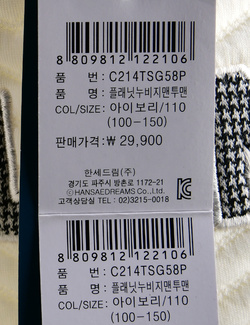 8 809812 122106
품 번 : C214TSG58P
품 명 : 플래닛누비지맨투맨
COL/SIZE: 아이보리/110
(100-150)
판매가격: ₩ 29,900
한세드림(주)
경기도 파주시 방촌로 1172-21
ⓒHANSAEDREAMS Co.,Ltd.
고객상담실 TEL : 02)3215-0018
8 809812 122106
품 번 : C214TSG58P
품 명 : 플래닛누비지맨투맨
COL/SIZE: 아이보리/110
(100-150)